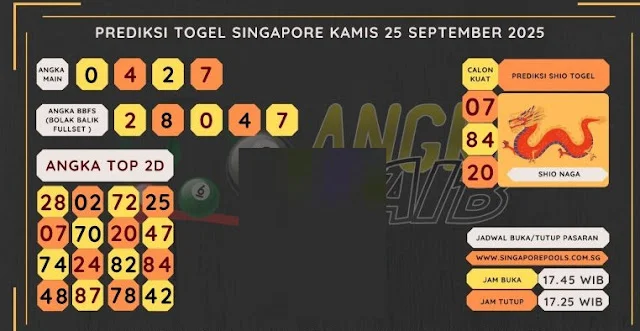 PREDIKSI TOGEL SINGAPORE KAMIS 25 SEPTEMBER 2025
ANGKA
MAIN
0 4 2 7
ANGKA BBFS
(BOLAK BALIK
FULLSET )
2 8 0 4 7
ANGKA TOP 2D
28 02 72 25
07 70 20 47
74 24 82 84
48 87 78 42
CALON
KUAT
07
84
20
PREDIKSI SHIO TOGEL
SHIO NAGA
JADWAL BUKA/TUTUP PASARAN
WWW.SINGAPOREPOOLS.COM.SG
JAM BUKA 17.45 WIB
JAM TUTUP 17.25 WIB